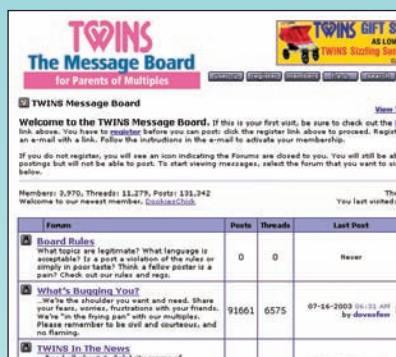 TWINS
The Message Board
for Parents of Multiples
TWINS GIFT S
AS LOW
TWINS Sizzling Sum
register members search
TWINS Message Board
View
Welcome to the TWINS Message Board. If this is your first visit, be sure to check out the
link above. You have to register before you can post: click the register link above to proceed. Regist
an e-mail with a link. Follow the instructions in the e-mail to activate your membership.
If you do not register, you will see an icon indicating the Forums are closed to you. You will still be ab
postings but will not be able to post. To start viewing messages, select the forum that you want to vi
below.
Members: 3,970, Threads: 11,279, Posts: 131,342
Welcome to our newest member, DookiesChick
The
You last visited:
Forum Posts Threads Last Post
Board Rules
What topics are legitimate? What language is
acceptable? Is a post a violation of the rules or
simply in poor taste? Think a fellow poster is a
pain? Check out our rules and regs.
0 0 Never
What's Bugging You?
...We're the shoulder you want and need. Share
your fears, worries, frustrations with your friends.
We're "in the frying pan" with our multiples.
Please remember to be civil and courteous, and
no flaming.
91661 6575 07-16-2003 06:31 AM
by doveofew
TWINS In The News